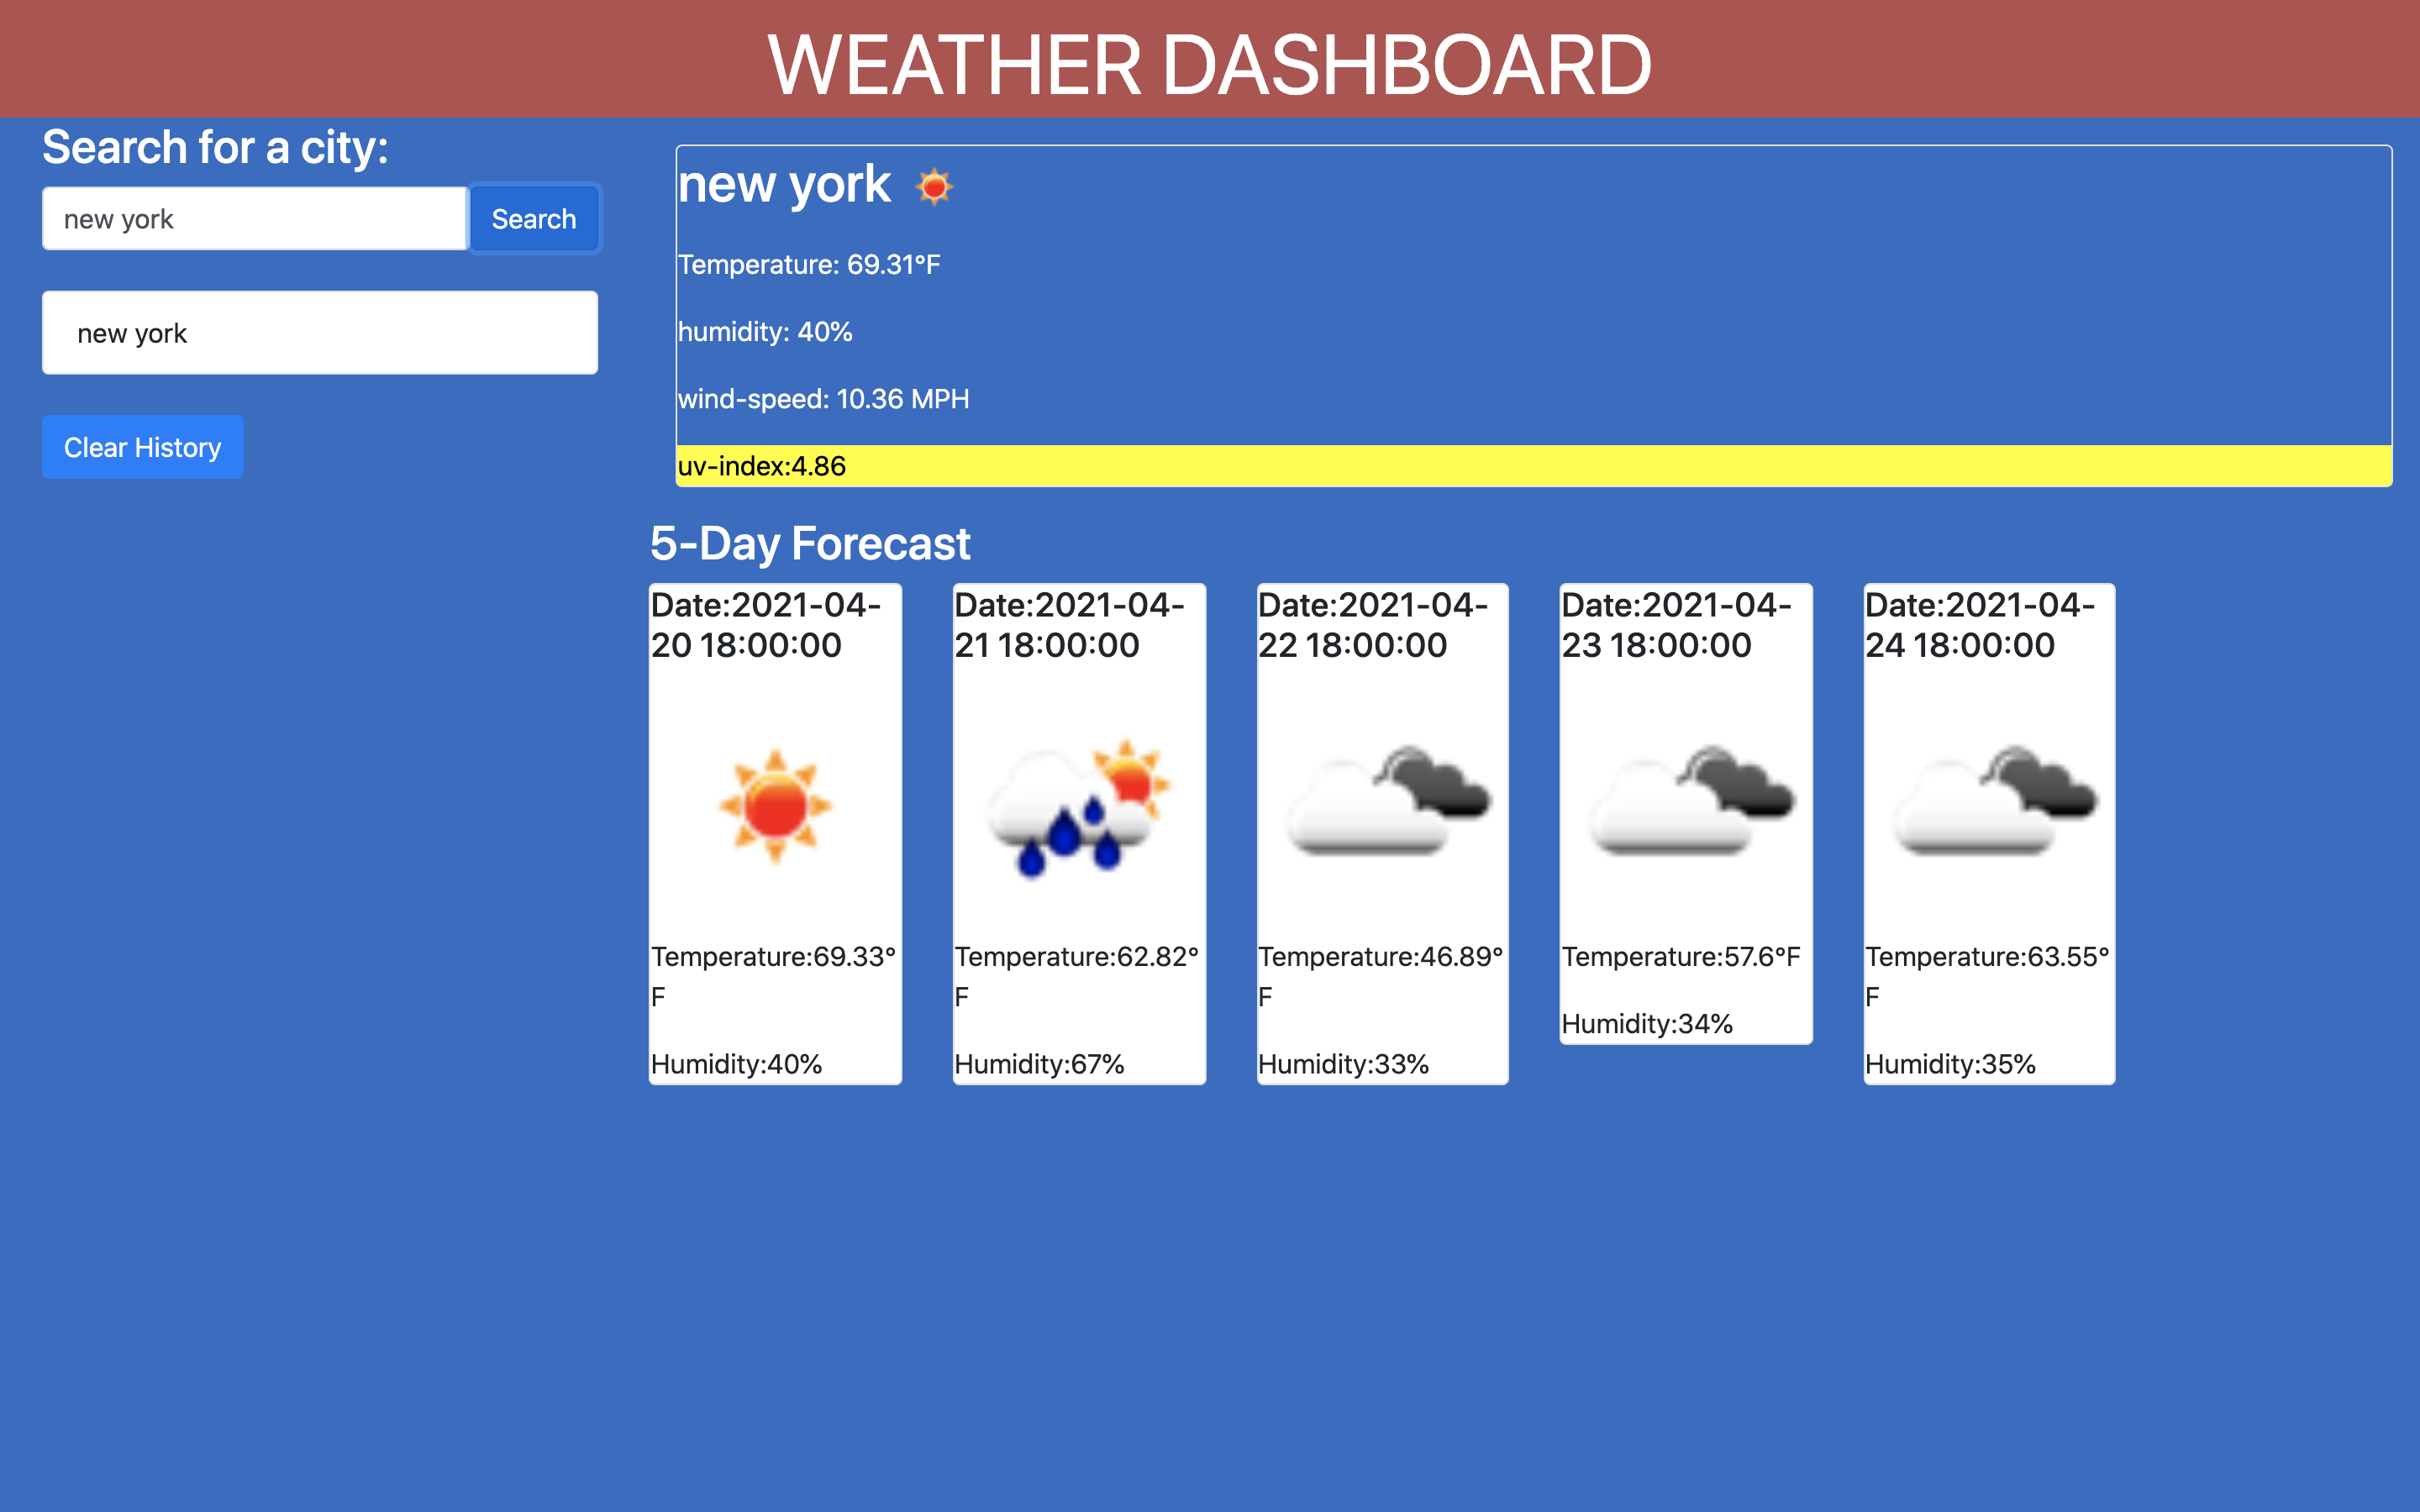 WEATHER DASHBOARD
Search for a city:
new york
Search
new york
Clear History
new york
Temperature: 69.31°F
humidity: 40%
wind-speed: 10.36 MPH
uv-index:4.86
5-Day Forecast
Date:2021-04-
20 18:00:00
Temperature:69.33°
F
Humidity:40%
Date:2021-04-
21 18:00:00
Temperature:62.82°
F
Humidity:67%
Date:2021-04-
22 18:00:00
Temperature:46.89°
F
Humidity:33%
Date:2021-04-
23 18:00:00
Temperature:57.6°F
Humidity:34%
Date:2021-04-
24 18:00:00
Temperature:63.55°
F
Humidity:35%